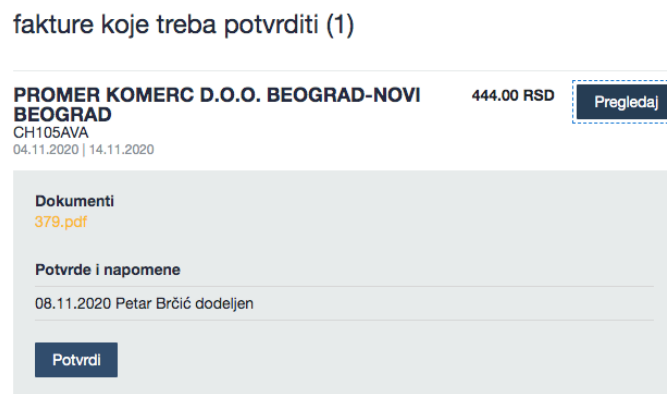 fakture koje treba potvrditi (1)
PROMER KOMERC D.O.O. BEOGRAD-NOVI BEOGRAD
444.00 RSD
Pregledaj
CH105AVA
04.11.2020 | 14.11.2020
Dokumenti
379.pdf
Potvrde i napomene
08.11.2020 Petar Brčić dodeljen
Potvrdi